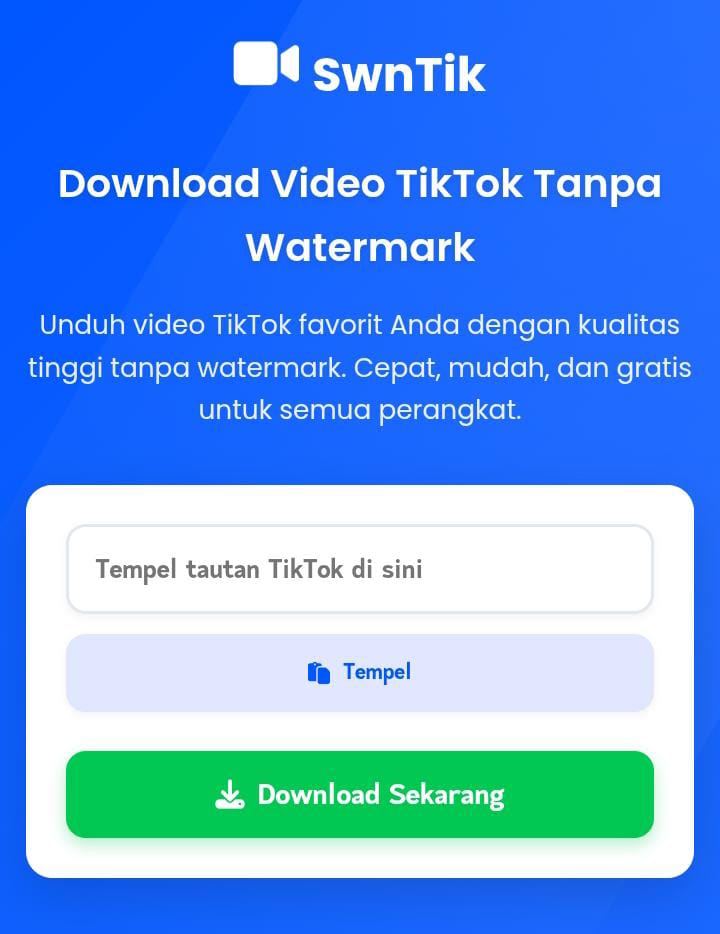 SwnTik
Download Video TikTok Tanpa
Watermark
Unduh video TikTok favorit Anda dengan kualitas
tinggi tanpa watermark. Cepat, mudah, dan gratis
untuk semua perangkat.
Tempel tautan TikTok di sini
Tempel
Download Sekarang